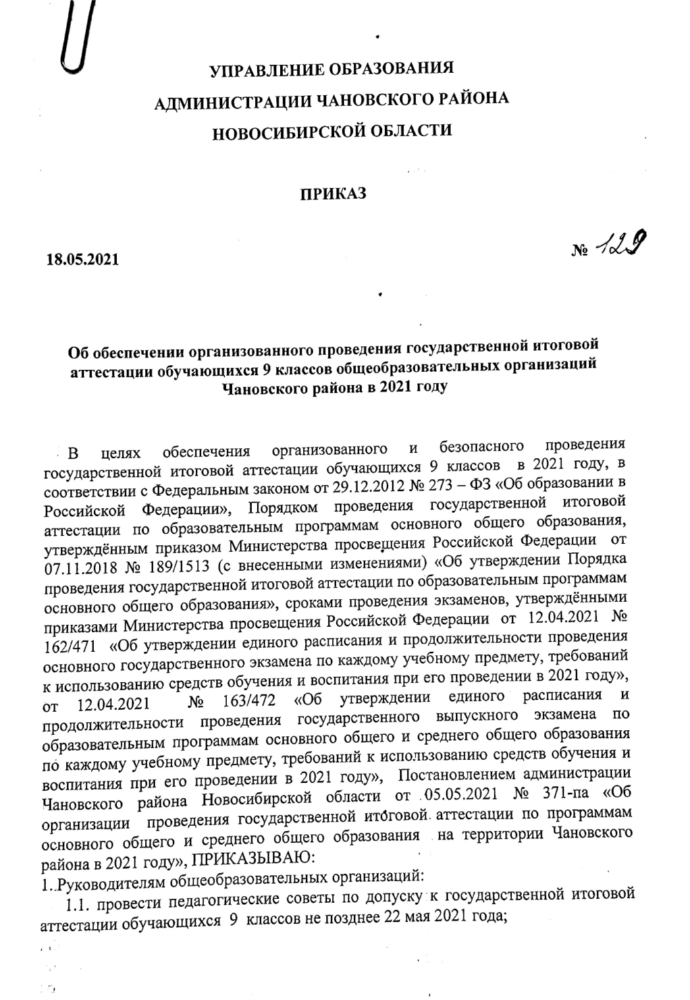 УПРАВЛЕНИЕ ОБРАЗОВАНИЯ
АДМИНИСТРАЦИИ ЧАНОВСКОГО РАЙОНА
НОВОСИБИРСКОЙ ОБЛАСТИ
ПРИКАЗ
18.05.2021 № 129
Об обеспечении организованного проведения государственной итоговой
аттестации обучающихся 9 классов общеобразовательных организаций
Чановского района в 2021 году
В целях обеспечения организованного и безопасного проведения
государственной итоговой аттестации обучающихся 9 классов в 2021 году, в
соответствии с Федеральным законом от 29.12.2012 № 273 – ФЗ «Об образовании в
Российской Федерации», Порядком проведения государственной итоговой
аттестации по образовательным программам основного общего образования,
утверждённым приказом Министерства просвещения Российской Федерации от
07.11.2018 № 189/1513 (с внесенными изменениями) «Об утверждении Порядка
проведения государственной итоговой аттестации по образовательным программам
основного общего образования», сроками проведения экзаменов, утверждёнными
приказами Министерства просвещения Российской Федерации от 12.04.2021 №
162/471 «Об утверждении единого расписания и продолжительности проведения
основного государственного экзамена по каждому учебному предмету, требований
к использованию средств обучения и воспитания при его проведении в 2021 году»,
от 12.04.2021 № 163/472 «Об утверждении единого расписания и
продолжительности проведения государственного выпускного экзамена по
образовательным программам основного общего и среднего общего образования
по каждому учебному предмету, требований к использованию средств обучения и
воспитания при его проведении в 2021 году», Постановлением администрации
Чановского района Новосибирской области от 05.05.2021 № 371-па «Об
организации проведения государственной итоговой аттестации по программам
основного общего и среднего общего образования на территории Чановского
района в 2021 году», ПРИКАЗЫВАЮ:
1. Руководителям общеобразовательных организаций:
1.1. провести педагогические советы по допуску к государственной итоговой
аттестации обучающихся 9 классов не позднее 22 мая 2021 года;